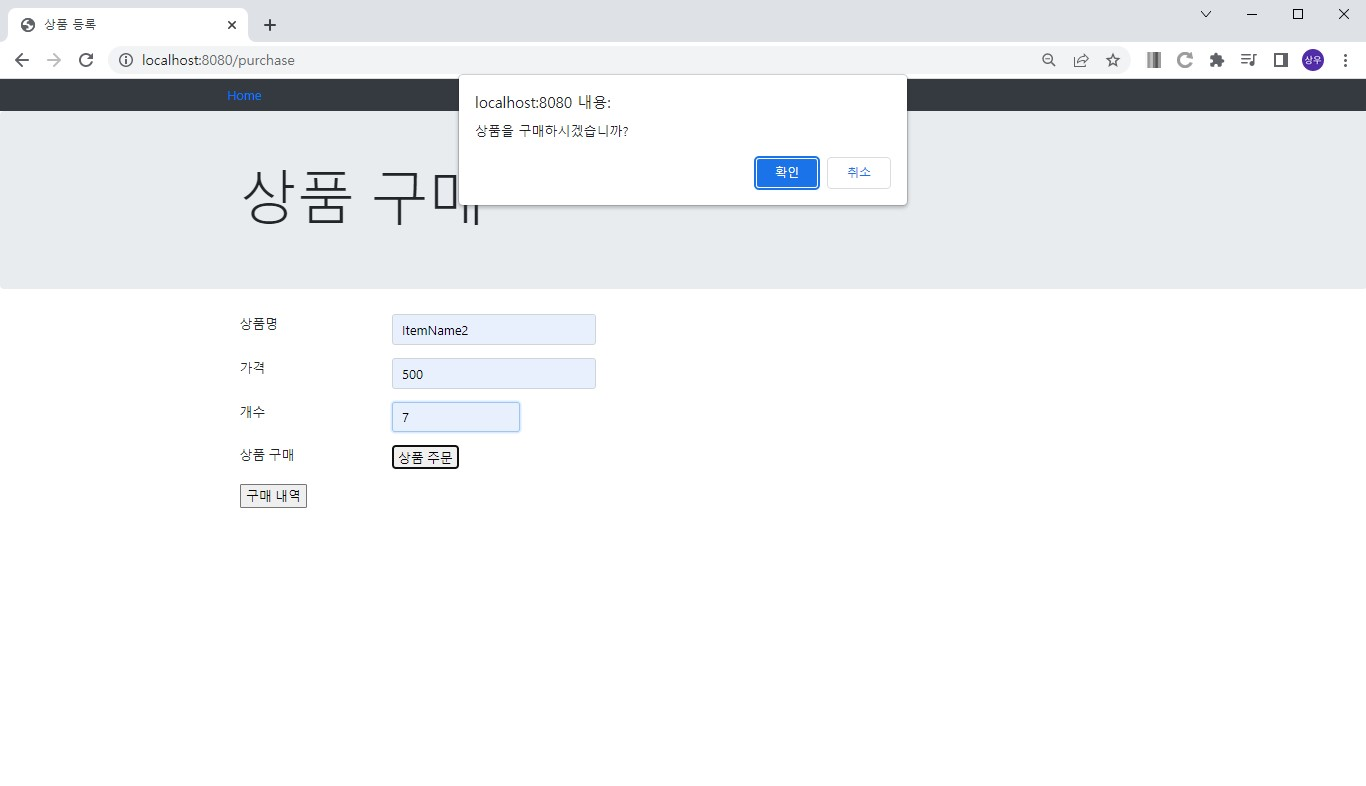 상품 등록
localhost:8080/purchase
상우
Home
localhost:8080 내용:
상품을 구매하시겠습니까?
확인 취소
상품 구매
상품명 ItemName2
가격 500
개수 7
상품 구매 상품 주문
구매 내역